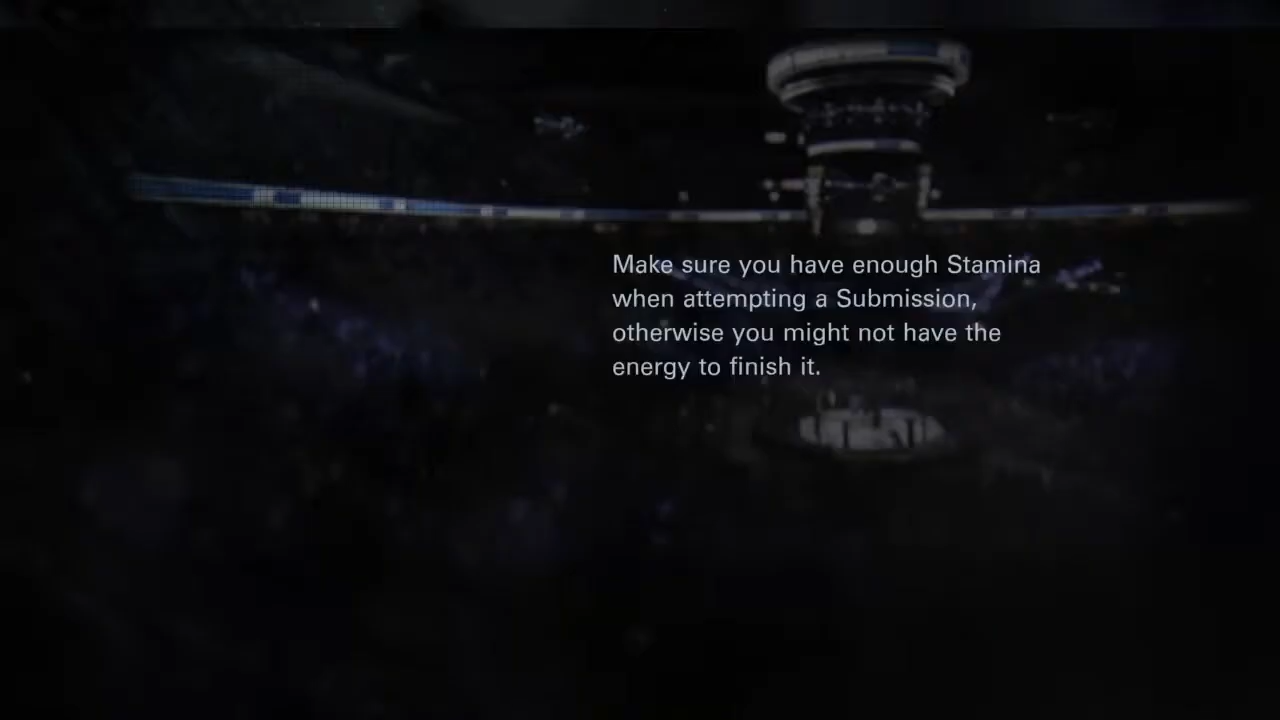 Make sure you have enough Stamina
when attempting a Submission,
otherwise you might not have the
energy to finish it.